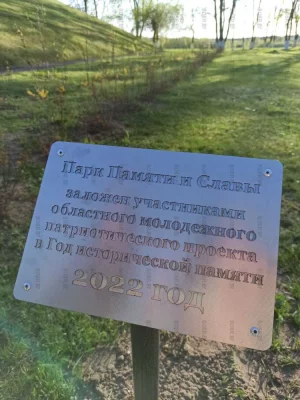 Парк Памяти и Славы
заложен участниками
областного молодежного
патриотического проекта
в Год исторической памяти
2022 ГОД